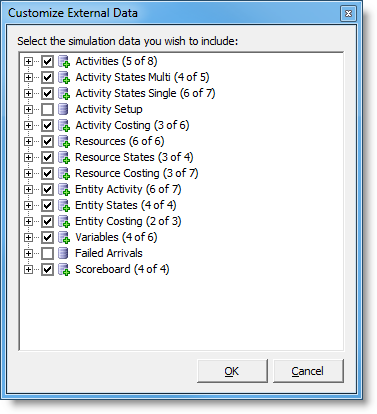 Customize External Data
Select the simulation data you wish to include:
Activities (5 of 8)
Activity States Multi (4 of 5)
Activity States Single (6 of 7)
Activity Setup
Activity Costing (3 of 6)
Resources (6 of 6)
Resource States (3 of 4)
Resource Costing (3 of 7)
Entity Activity (6 of 7)
Entity States (4 of 4)
Entity Costing (2 of 3)
Variables (4 of 6)
Failed Arrivals
Scoreboard (4 of 4)
OK Cancel